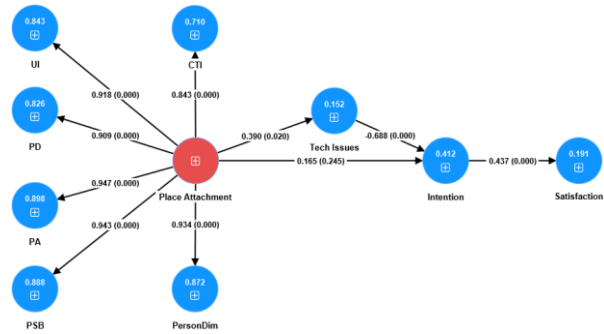 0.843
UI
0.710
CTI
0.918 (0.000)
0.843 (0.000)
0.826
PD
0.909 (0.000)
0.152
Tech Issues
0.390 (0.020)
-0.688 (0.000)
Place Attachment
0.165 (0.245)
0.412
Intention
0.437 (0.000)
0.191
Satisfaction
0.947 (0.000)
0.898
PA
0.943 (0.000)
0.934 (0.000)
0.888
PSB
0.872
PersonDim